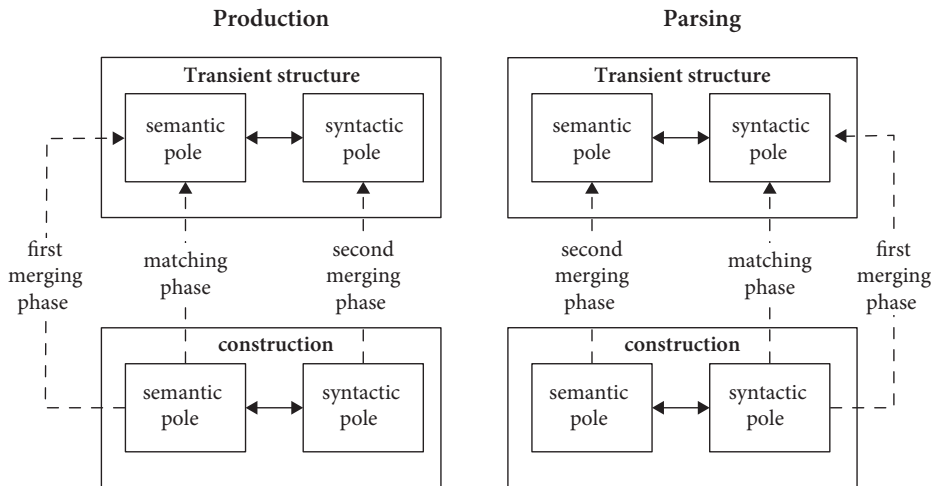 Production
Transient structure
semantic
pole
syntactic
pole
first
merging
phase
matching
phase
second
merging
phase
construction
semantic
pole
syntactic
pole
Parsing
Transient structure
semantic
pole
syntactic
pole
second
merging
phase
matching
phase
first
merging
phase
construction
semantic
pole
syntactic
pole